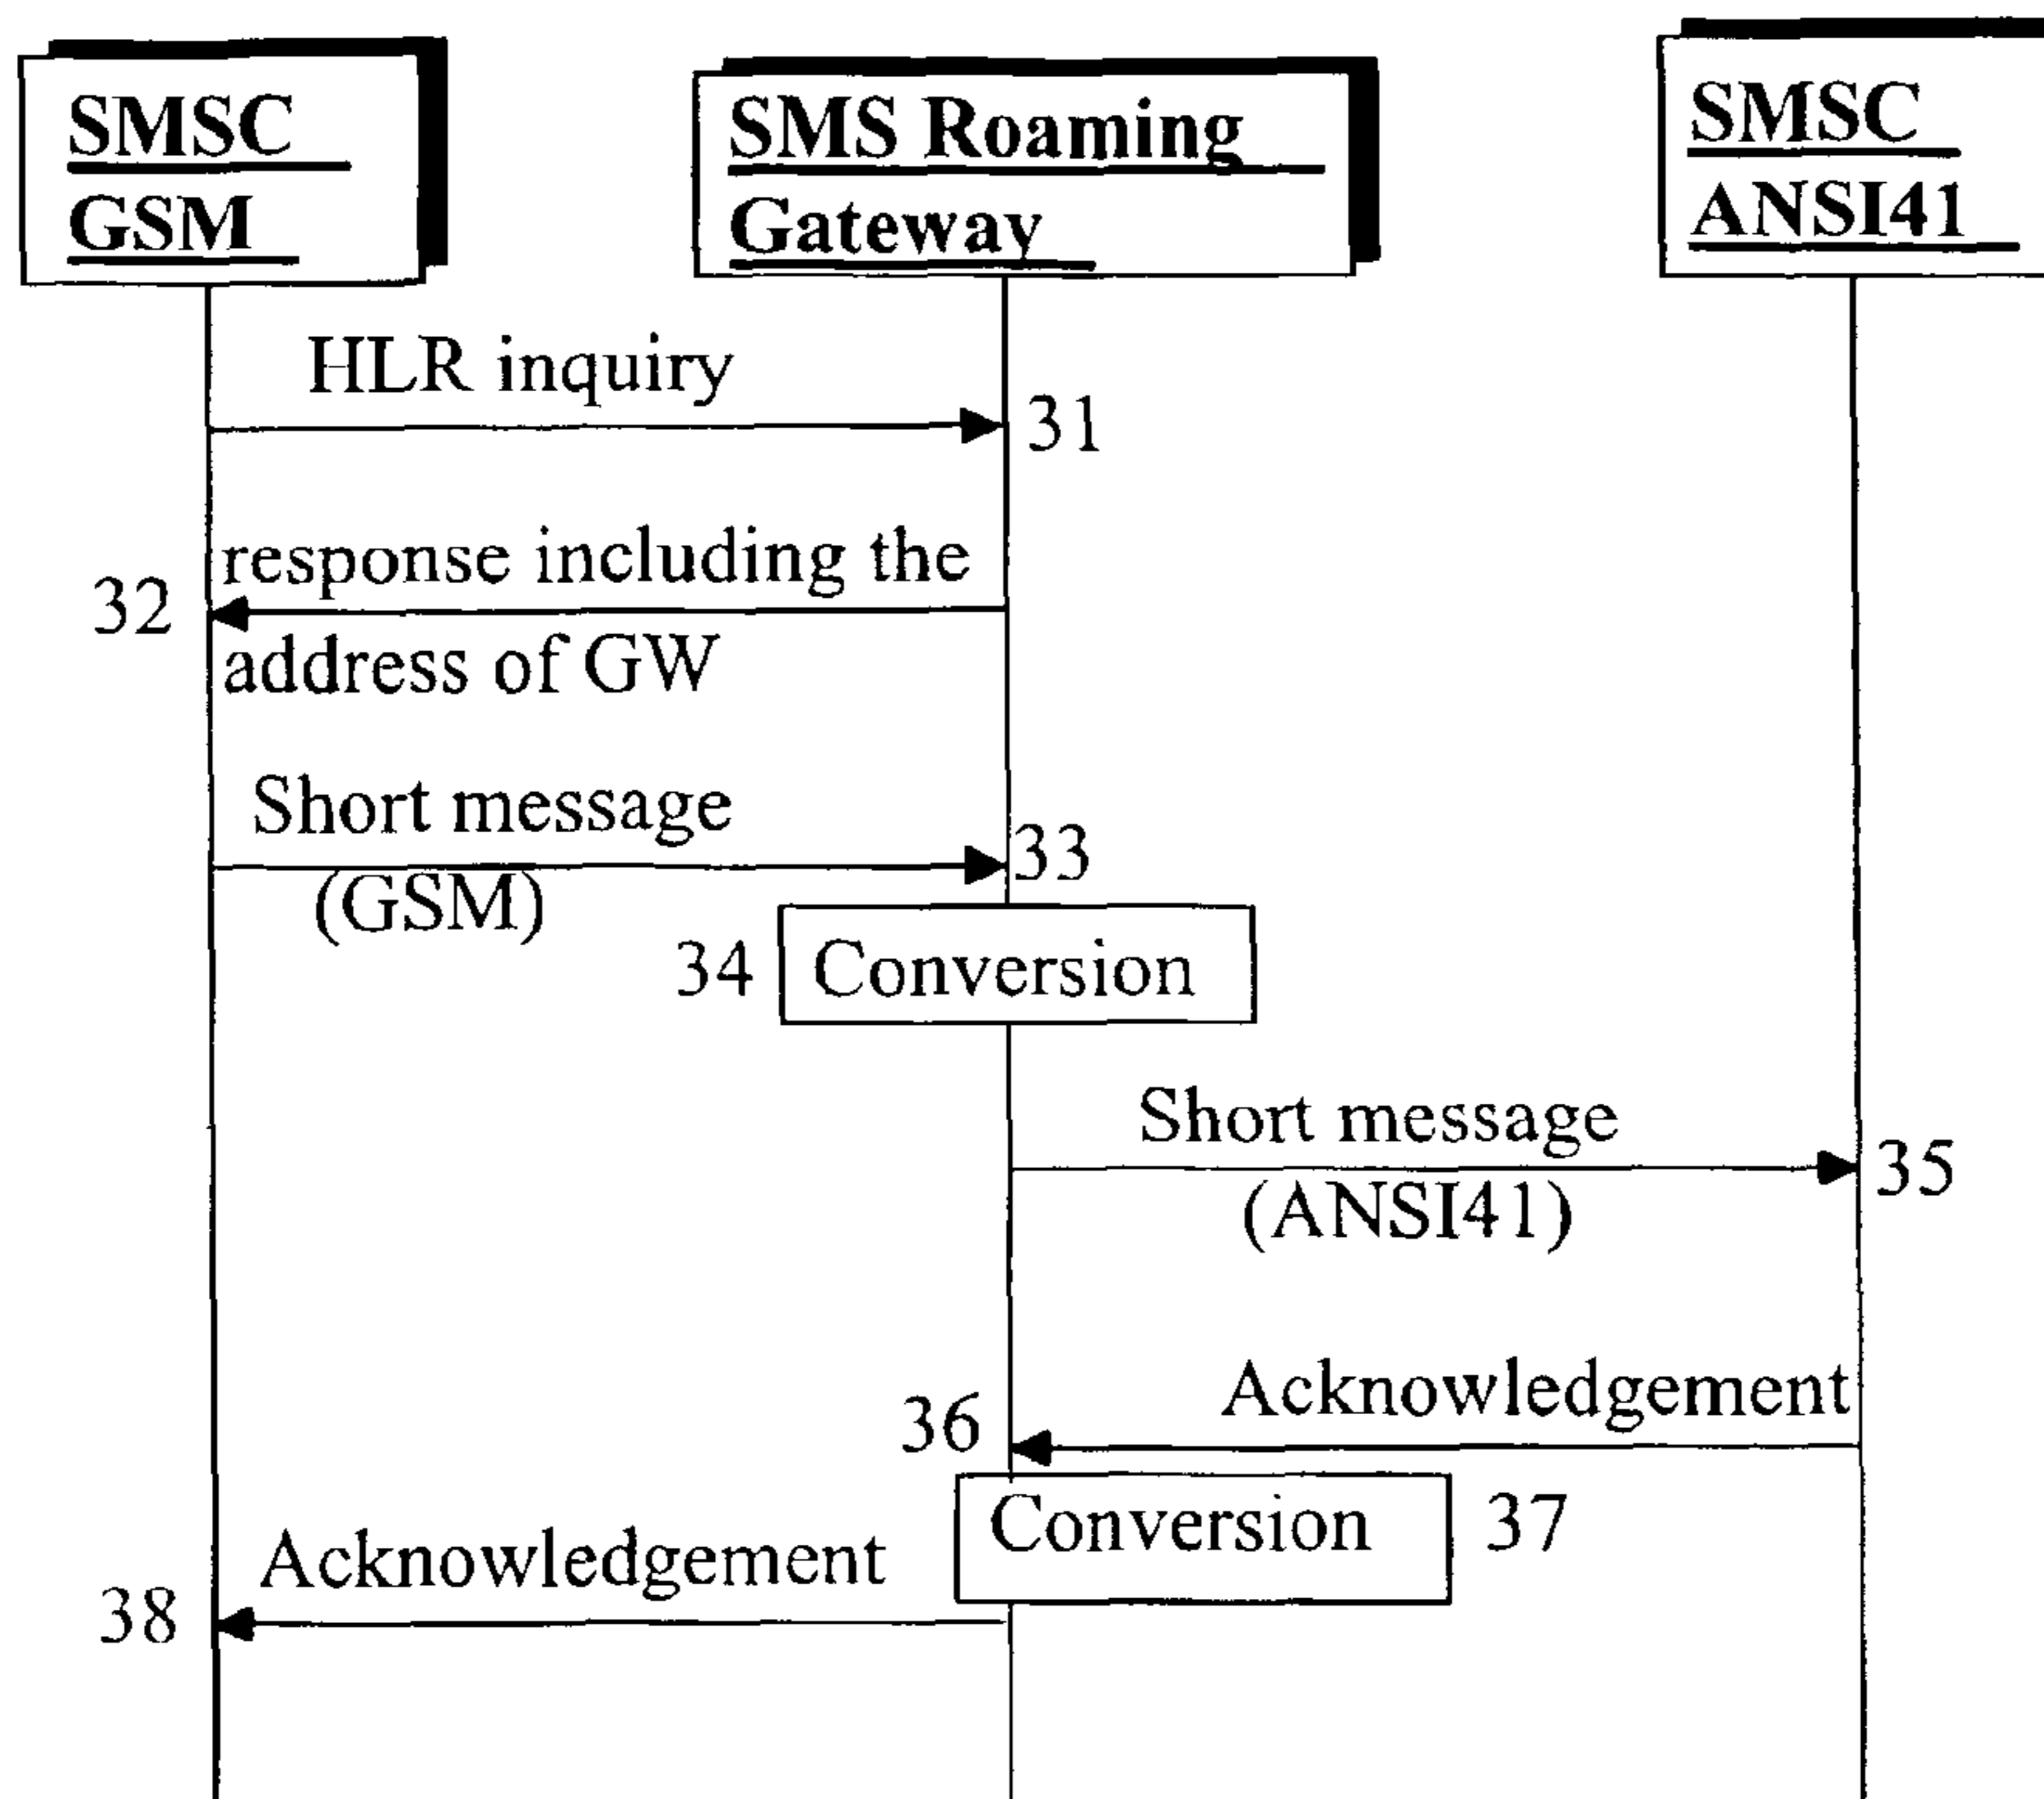 SMSC
GSM
SMS Roaming
Gateway
SMSC
ANSI41
HLR inquiry
31
response including the
32
address of GW
Short message
33
(GSM)
34
Conversion
Short message
35
(ANSI41)
Acknowledgement
36
Conversion
37
Acknowledgement
38